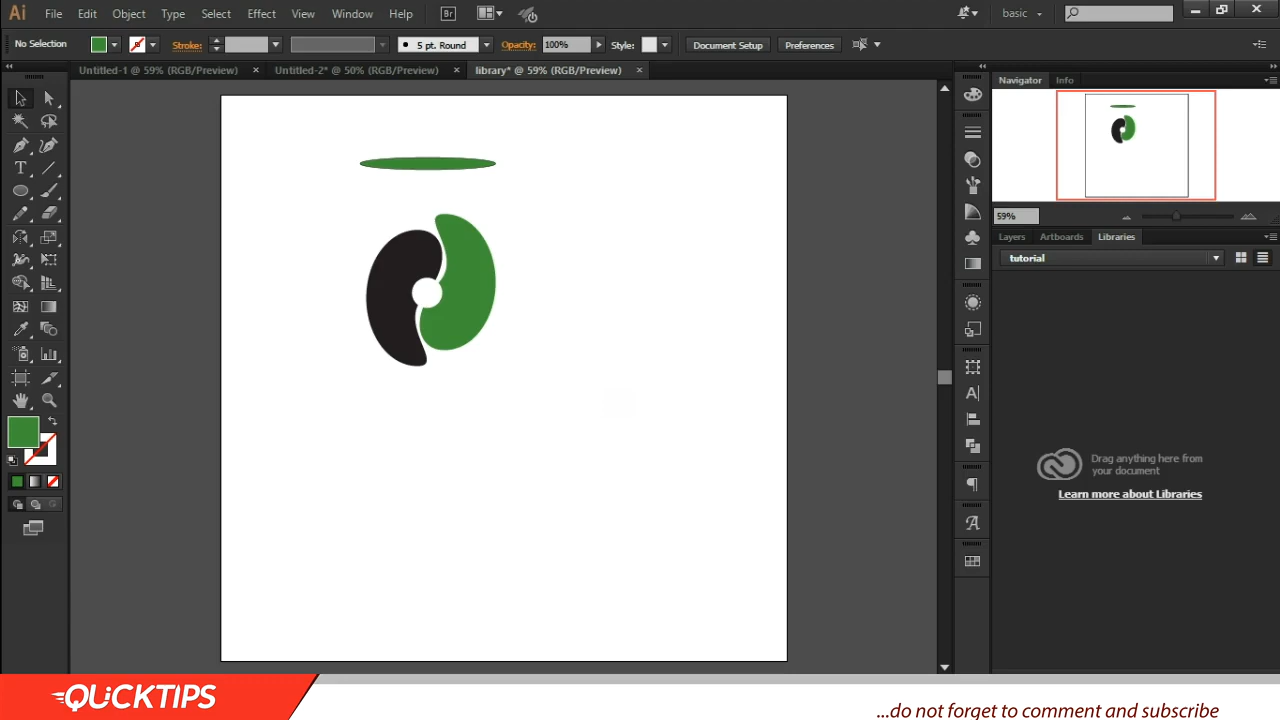 Ai File Edit Object Type Select Effect View Window Help Br basic
No Selection Stroke: 5 pt. Round Opacity: 100% Style: Document Setup Preferences
Untitled-1 @ 59% (RGB/Preview) × Untitled-2* @ 50% (RGB/Preview) × library* @ 59% (RGB/Preview) ×
Navigator Info
59%
Layers Artboards Libraries
tutorial
Drag anything here from
your document
Learn more about Libraries
QUiCKTIPS
...do not forget to comment and subscribe